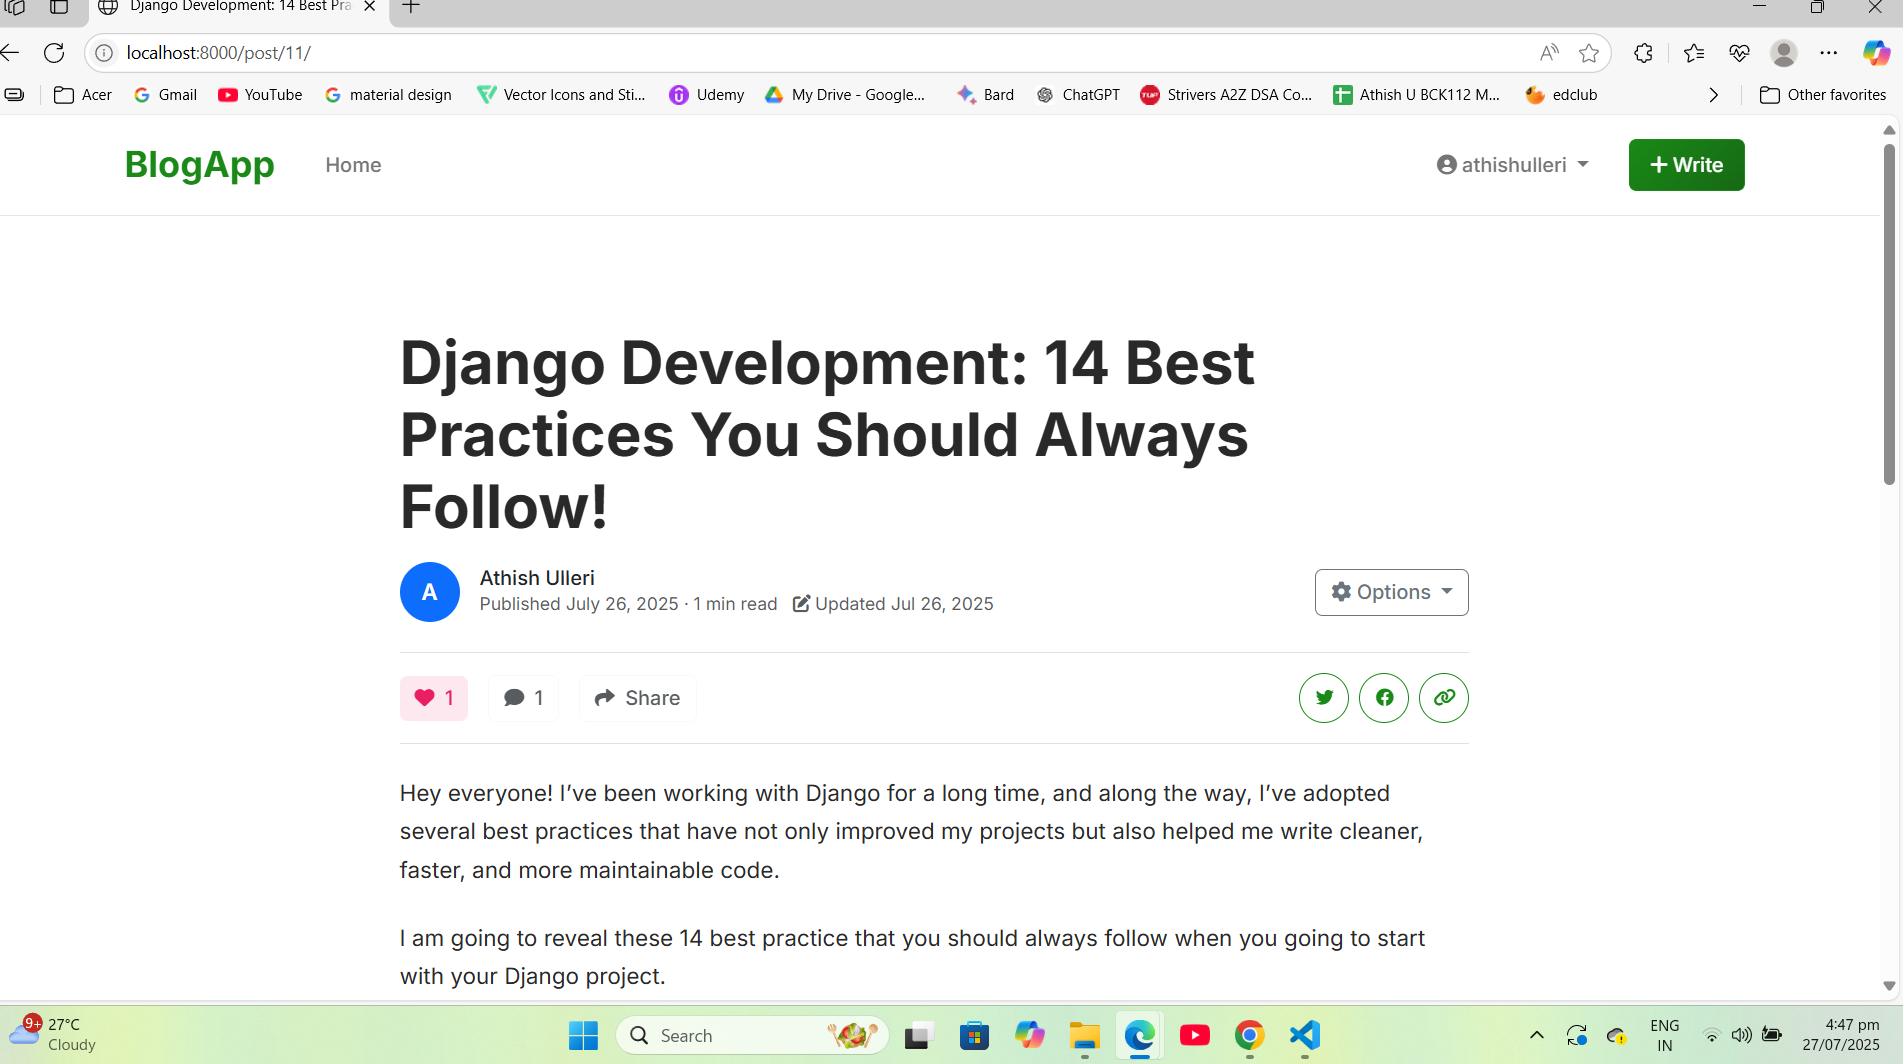 Django Development: 14 Best Pra
localhost:8000/post/11/
Acer Gmail YouTube material design Vector Icons and Sti... Udemy My Drive - Google... Bard ChatGPT Strivers A2Z DSA Co... Athish U BCK112 M... edclub Other favorites
BlogApp Home athishulleri + Write
Django Development: 14 Best
Practices You Should Always
Follow!
A
Athish Ulleri
Published July 26, 2025 · 1 min read Updated Jul 26, 2025
Options
1 1 Share
Hey everyone! I’ve been working with Django for a long time, and along the way, I’ve adopted
several best practices that have not only improved my projects but also helped me write cleaner,
faster, and more maintainable code.
I am going to reveal these 14 best practice that you should always follow when you going to start
with your Django project.
9+ 27°C
Cloudy
Search
ENG
IN
4:47 pm
27/07/2025